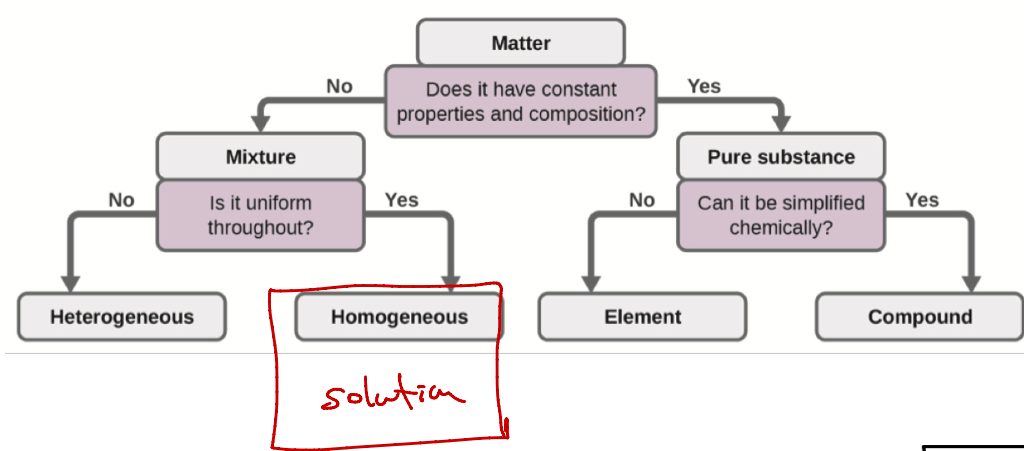 Matter
No
Does it have constant
properties and composition?
Yes
Mixture
Pure substance
No
Is it uniform
throughout?
Yes
No
Can it be simplified
chemically?
Yes
Heterogeneous
Homogeneous
Element
Compound
solution